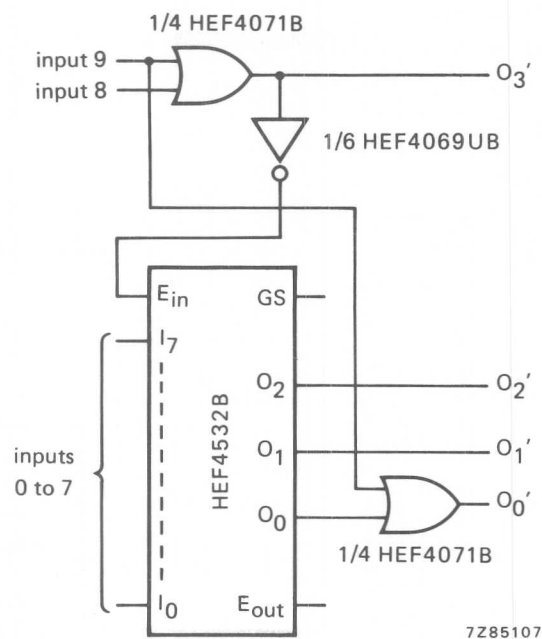 1/4 HEF4071B
input 9
input 8
O3'
1/6 HEF4069UB
Ein
GS
I7
O2
O2'
HEF4532B
inputs
0 to 7
O1
O1'
O0
O0'
1/4 HEF4071B
I0
Eout
7Z85107